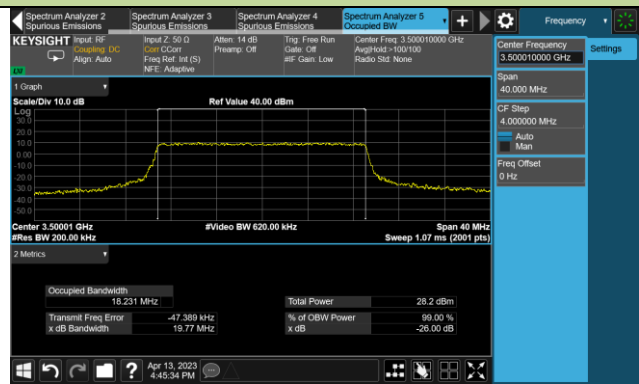 Spectrum Analyzer 2
Spurious Emissions
Spectrum Analyzer 3
Spurious Emissions
Spectrum Analyzer 4
Spurious Emissions
Spectrum Analyzer 5
Occupied BW
Frequency
KEYSIGHT
Input: RF
Coupling: DC
Align: Auto
Input Z: 50 Ω
Corr CCorr
Freq Ref: Int (S)
NFE: Adaptive
Atten: 14 dB
Preamp: Off
Trig: Free Run
Gate: Off
#IF Gain: Low
Center Freq: 3.500010000 GHz
Avg|Hold:>100/100
Radio Std: None
Center Frequency
3.500010000 GHz
Settings
Span
40.000 MHz
CF Step
4.000000 MHz
Auto
Man
Freq Offset
0 Hz
1 Graph
Scale/Div 10.0 dB
Ref Value 40.00 dBm
Log
30.0
20.0
10.0
0.00
-10.0
-20.0
-30.0
-40.0
-50.0
Center 3.50001 GHz
#Video BW 620.00 kHz
Span 40 MHz
#Res BW 200.00 kHz
Sweep 1.07 ms (2001 pts)
2 Metrics
Occupied Bandwidth
18.231 MHz
Total Power
28.2 dBm
Transmit Freq Error
-47.389 kHz
% of OBW Power
99.00 %
x dB Bandwidth
19.77 MHz
x dB
-26.00 dB
?
Apr 13, 2023
4:45:34 PM